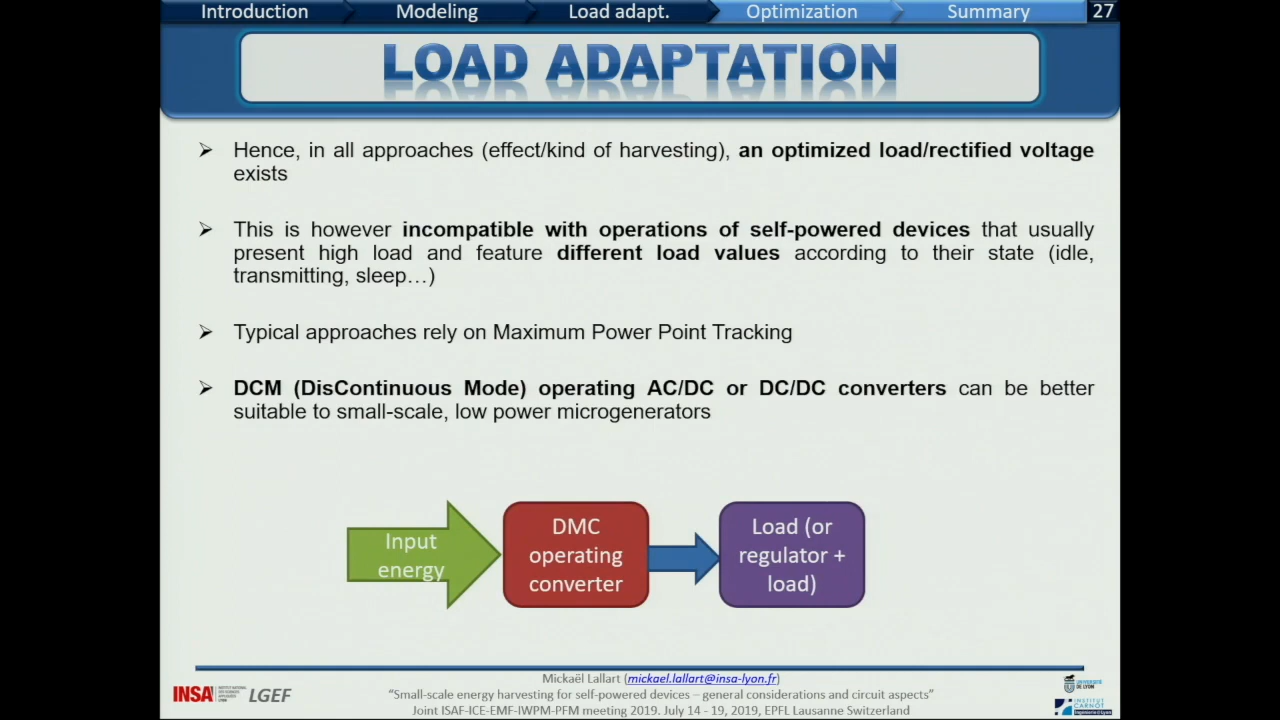 Introduction Modeling Load adapt. Optimization Summary 27
LOAD ADAPTATION
Hence, in all approaches (effect/kind of harvesting), an optimized load/rectified voltage
exists
This is however incompatible with operations of self-powered devices that usually
present high load and feature different load values according to their state (idle,
transmitting, sleep…)
Typical approaches rely on Maximum Power Point Tracking
DCM (DisContinuous Mode) operating AC/DC or DC/DC converters can be better
suitable to small-scale, low power microgenerators
Input
energy
DMC
operating
converter
Load (or
regulator +
load)
Mickaël Lallart (mickael.lallart@insa-lyon.fr)
“Small-scale energy harvesting for self-powered devices – general considerations and circuit aspects”
Joint ISAF-ICE-EMF-IWPM-PFM meeting 2019. July 14 - 19, 2019, EPFL Lausanne Switzerland
INSA
LGEF
UNIVERSITÉ
DE LYON
INSTITUT
CARNOT